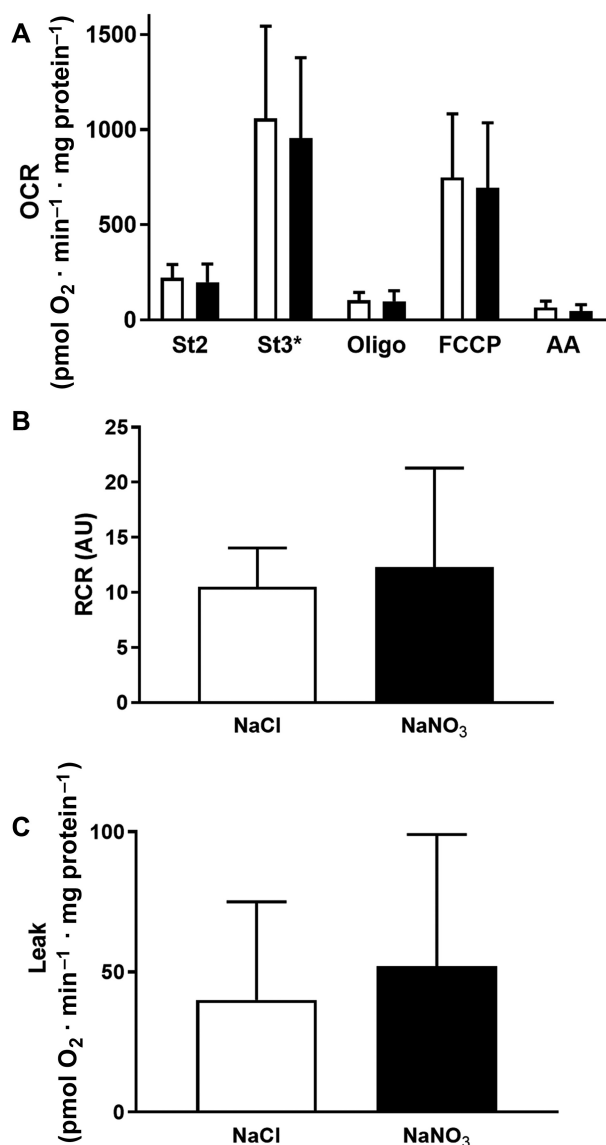 A
OCR
(pmol O₂ · min⁻¹ · mg protein⁻¹)
1500
1000
500
0
St2 St3* Oligo FCCP AA
B
RCR (AU)
25
20
15
10
5
0
NaCl NaNO₃
C
Leak
(pmol O₂ · min⁻¹ · mg protein⁻¹)
100
50
0
NaCl NaNO₃